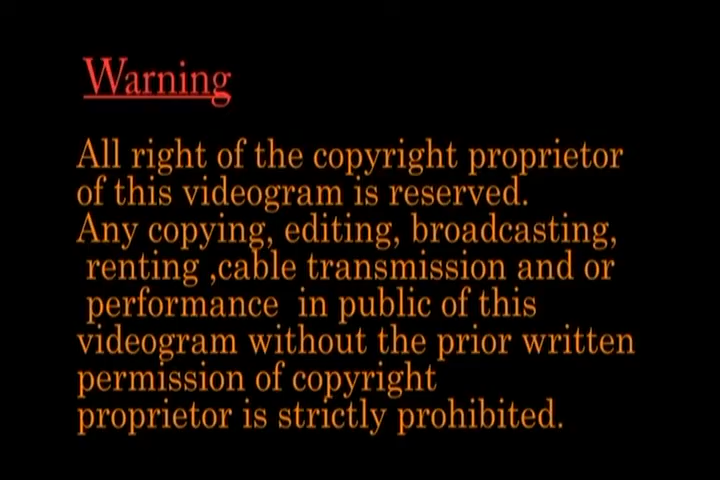 Warning
All right of the copyright proprietor
of this videogram is reserved.
Any copying, editing, broadcasting,
renting ,cable transmission and or
performance  in public of this
videogram without the prior written
permission of copyright
proprietor is strictly prohibited.